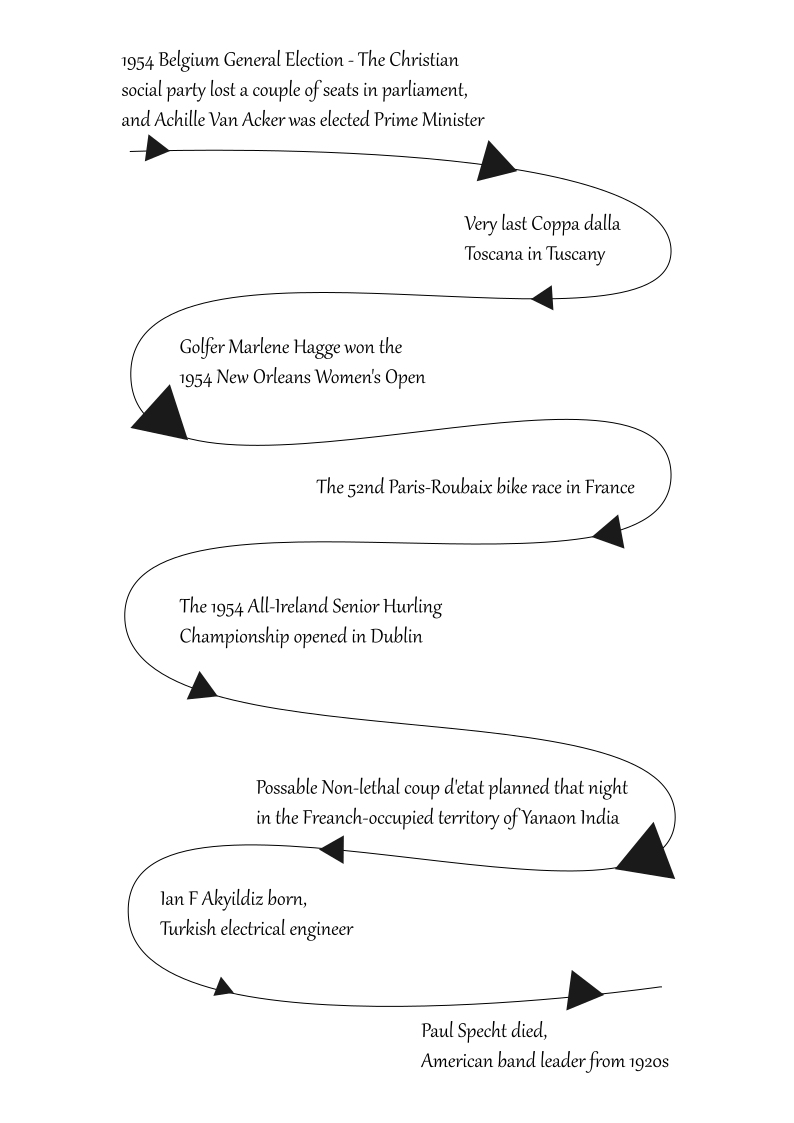 1954 Belgium General Election - The Christian
social party lost a couple of seats in parliament,
and Achille Van Acker was elected Prime Minister
Very last Coppa dalla
Toscana in Tuscany
Golfer Marlene Hagge won the
1954 New Orleans Women's Open
The 52nd Paris-Roubaix bike race in France
The 1954 All-Ireland Senior Hurling
Championship opened in Dublin
Possable Non-lethal coup d'etat planned that night
in the Freanch-occupied territory of Yanaon India
Ian F Akyildiz born,
Turkish electrical engineer
Paul Specht died,
American band leader from 1920s